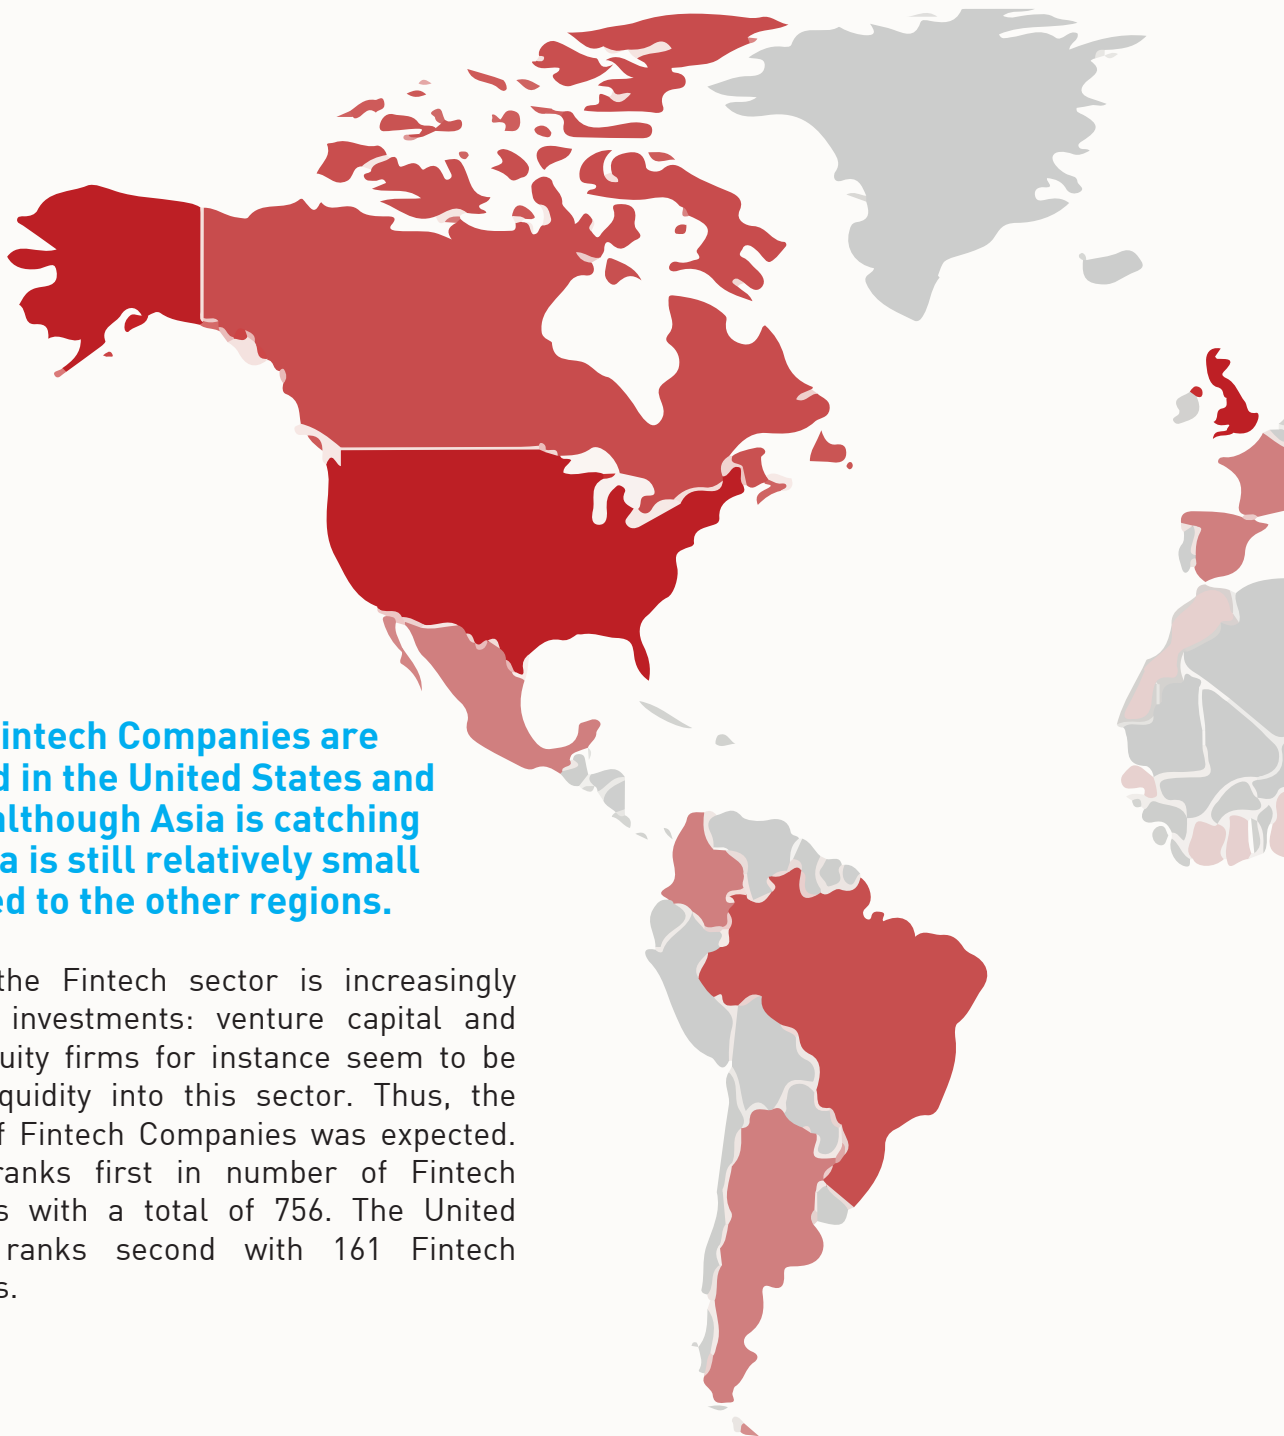 intech Companies are
d in the United States and
although Asia is catching
a is still relatively small
ed to the other regions.
the Fintech sector is increasingly
investments: venture capital and
uity firms for instance seem to be
quidity into this sector. Thus, the
f Fintech Companies was expected.
ranks first in number of Fintech
s with a total of 756. The United
ranks second with 161 Fintech
s.